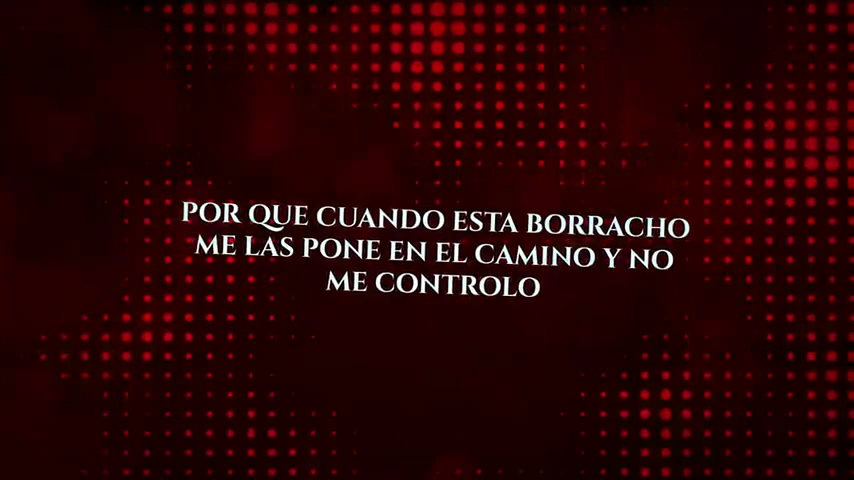 POR QUE CUANDO ESTA BORRACHO
ME LAS PONE EN EL CAMINO Y NO
ME CONTROLO